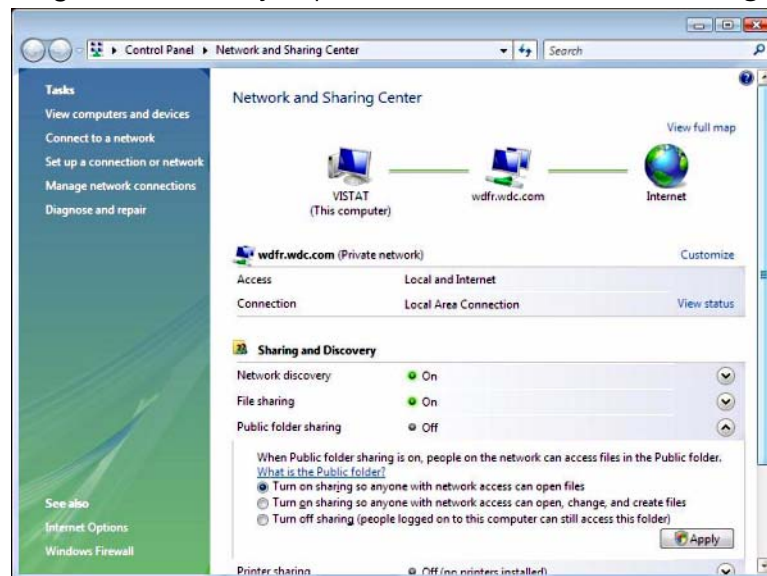 Control Panel ▸ Network and Sharing Center
Search
Tasks
View computers and devices
Connect to a network
Set up a connection or network
Manage network connections
Diagnose and repair
See also
Internet Options
Windows Firewall
Network and Sharing Center
View full map
VISTAT
(This computer)
wdfr.wdc.com
Internet
wdfr.wdc.com (Private network)
Customize
Access Local and Internet
Connection Local Area Connection View status
Sharing and Discovery
Network discovery On
File sharing On
Public folder sharing Off
When Public folder sharing is on, people on the network can access files in the Public folder.
What is the Public folder?
Turn on sharing so anyone with network access can open files
Turn on sharing so anyone with network access can open, change, and create files
Turn off sharing (people logged on to this computer can still access this folder)
Apply
Printer sharing Off (no printers installed)